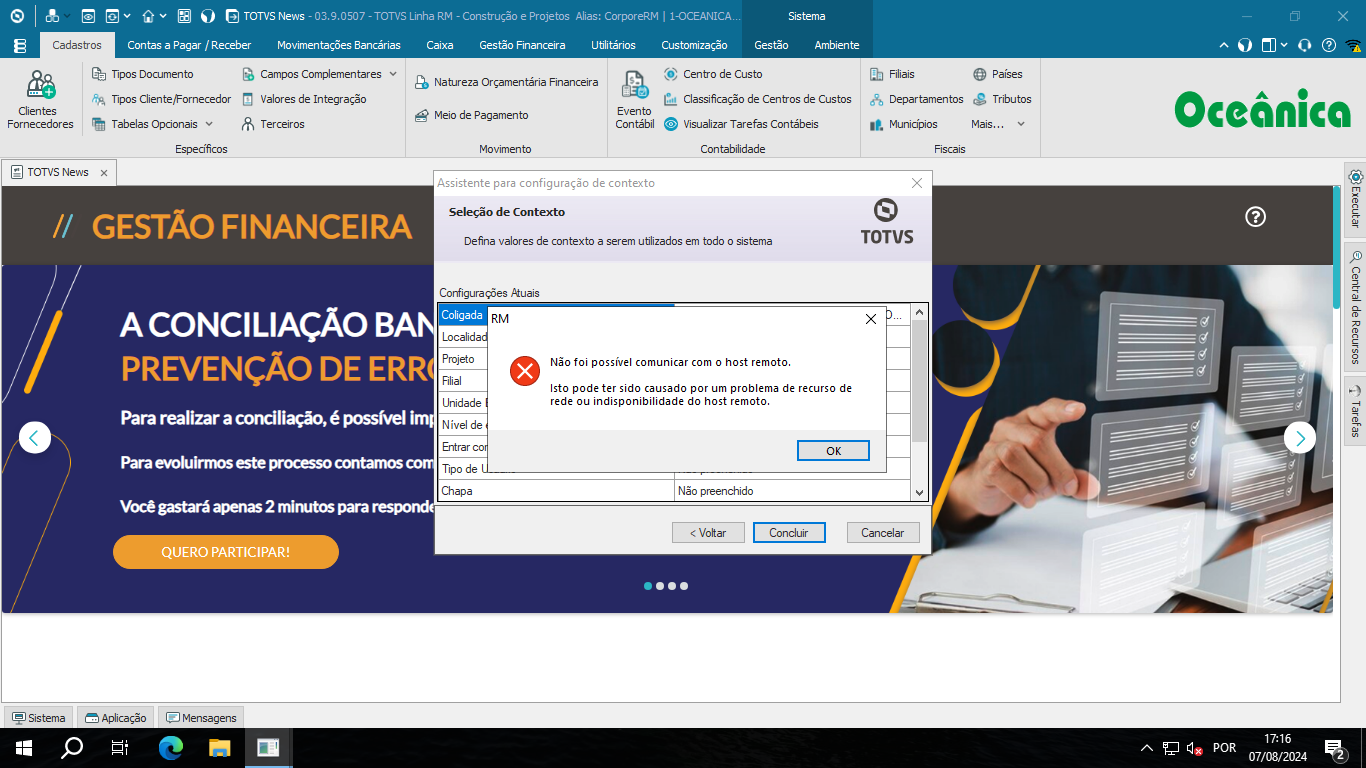 TOTVS News - 03.9.0507 - TOTVS Linha RM - Construção e Projetos Alias: CorporeRM | 1-OCEANICA...
Sistema
Cadastros
Contas a Pagar / Receber
Movimentações Bancárias
Caixa
Gestão Financeira
Utilitários
Customização
Gestão
Ambiente
Clientes
Fornecedores
Tipos Documento
Tipos Cliente/Fornecedor
Tabelas Opcionais
Campos Complementares
Valores de Integração
Terceiros
Específicos
Natureza Orçamentária Financeira
Meio de Pagamento
Movimento
Evento
Contábil
Centro de Custo
Classificação de Centros de Custos
Visualizar Tarefas Contábeis
Contabilidade
Filiais
Departamentos
Municípios
Países
Tributos
Mais...
Fiscais
Oceânica
TOTVS News
// GESTÃO FINANCEIRA
A CONCILIAÇÃO BAN
PREVENÇÃO DE ERRO
Para realizar a conciliação, é possível imp
Para evoluirmos este processo contamos com
Você gastará apenas 2 minutos para responde
QUERO PARTICIPAR!
Assistente para configuração de contexto
Seleção de Contexto
Defina valores de contexto a serem utilizados em todo o sistema
TOTVS
Configurações Atuais
Coligada
Localidad
Projeto
Filial
Unidade
Nível de
Entrar con
Tipo de Usuário
Chapa
Não preenchido
RM
Não foi possível comunicar com o host remoto.
Isto pode ter sido causado por um problema de recurso de
rede ou indisponibilidade do host remoto.
OK
< Voltar
Concluir
Cancelar
Executar
Central de Recursos
Tarefas
Sistema
Aplicação
Mensagens
POR
17:16
07/08/2024
2